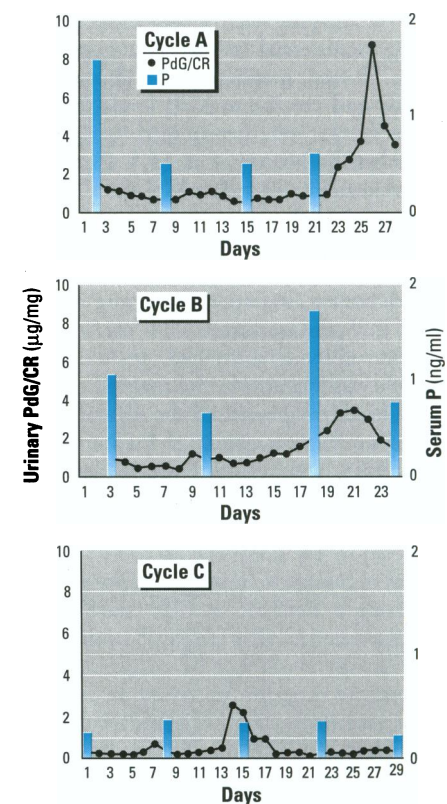 Urinary PdG/CR (µg/mg)
Serum P (ng/ml)
Cycle A
PdG/CR
P
10
8
6
4
2
0
2
1
0
1 3 5 7 9 11 13 15 17 19 21 23 25 27
Days
Cycle B
10
8
6
4
2
0
2
1
0
1 3 5 7 9 11 13 15 17 19 21 23
Days
Cycle C
10
8
6
4
2
0
2
1
0
1 3 5 7 9 11 13 15 17 19 21 23 25 27 29
Days